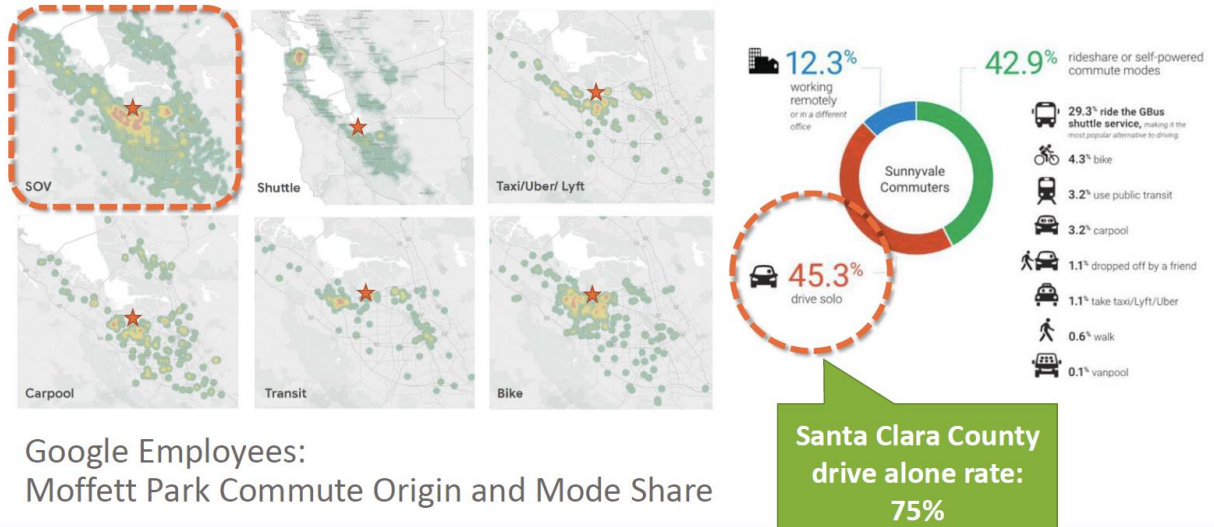 SOV
Shuttle
Taxi/Uber/ Lyft
Carpool
Transit
Bike
Google Employees:
Moffett Park Commute Origin and Mode Share
12.3%
working
remotely
or in a different
office
42.9%
rideshare or self-powered
commute modes
Sunnyvale
Commuters
45.3%
drive solo
29.3% ride the GBus
shuttle service, making it the
most popular alternative to driving.
4.3% bike
3.2% use public transit
3.2% carpool
1.1% dropped off by a friend
1.1% take taxi/Lyft/Uber
0.6% walk
0.1% vanpool
Santa Clara County
drive alone rate:
75%